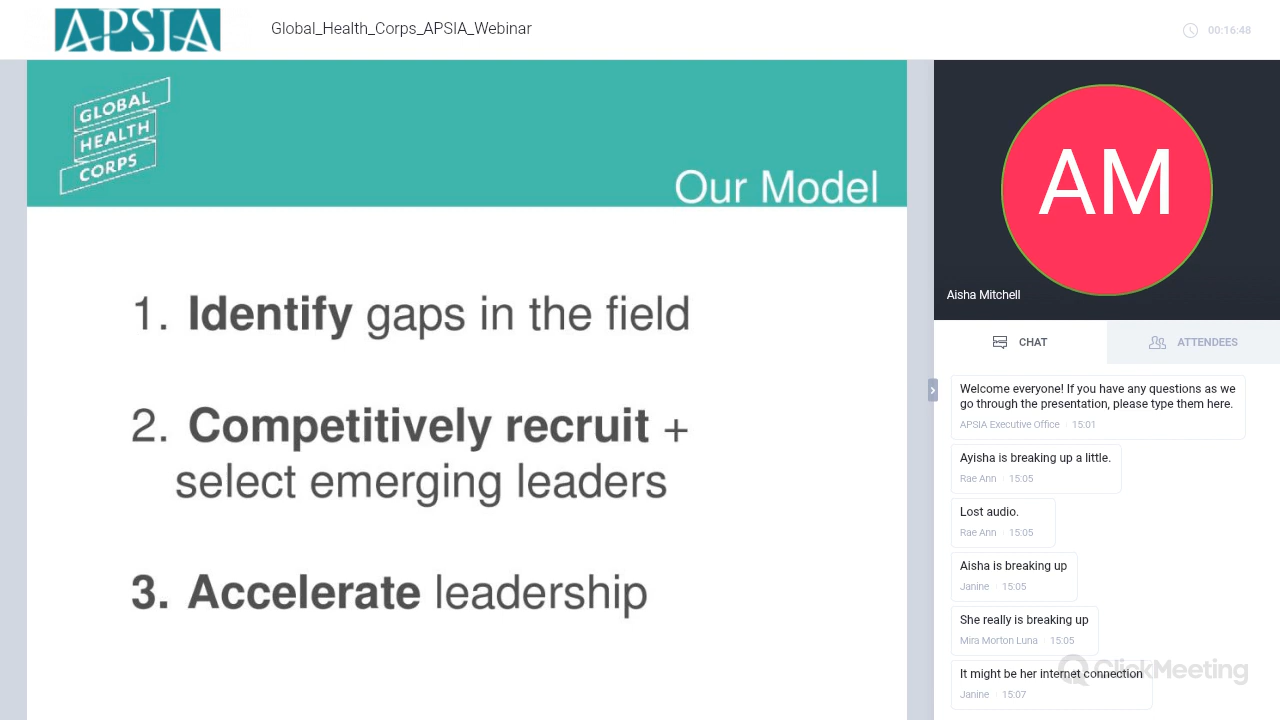 APSIA
Global_Health_Corps_APSIA_Webinar
00:16:48
GLOBAL
HEALTH
CORPS
Our Model
1. Identify gaps in the field
2. Competitively recruit +
select emerging leaders
3. Accelerate leadership
AM
Aisha Mitchell
CHAT
ATTENDEES
Welcome everyone! If you have any questions as we
go through the presentation, please type them here.
APSIA Executive Office 15:01
Ayisha is breaking up a little.
Rae Ann 15:05
Lost audio.
Rae Ann 15:05
Aisha is breaking up
Janine 15:05
She really is breaking up
Mira Morton Luna 15:05
It might be her internet connection
Janine 15:07
ClickMeeting